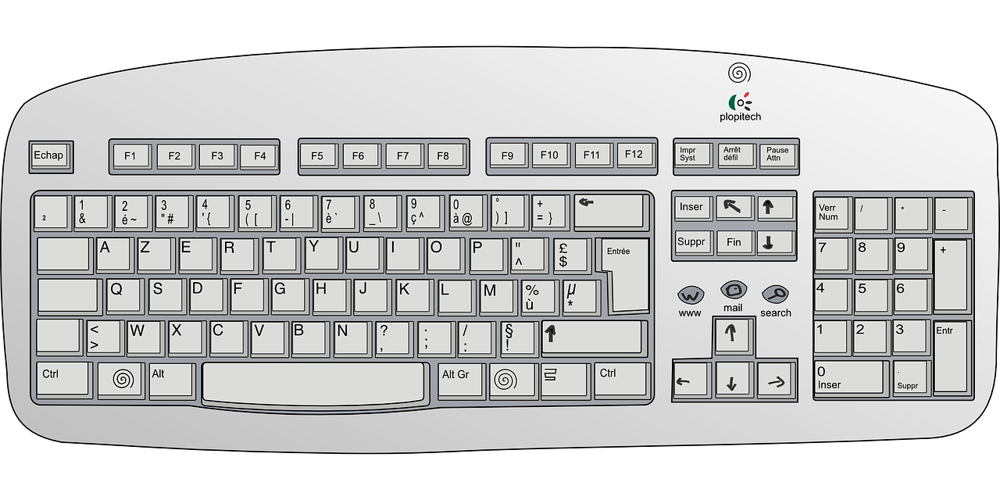 plopitech
Echap
F1 F2 F3 F4
F5 F6 F7 F8
F9 F10 F11 F12
Impr
Syst
Arrêt
défil
Pause
Attn
²
1
&
2
é ~
3
" #
4
' {
5
( [
6
- |
7
è `
8
_ \
9
ç ^
0
à @
°
) ]
+
= }
A Z E R T Y U I O P
"
^
£
$
Entrée
Q S D F G H J K L M
%
ù
µ
*
<
>
W X C V B N
?
,
.
;
/
:
§
!
Ctrl
Alt
Alt Gr
Ctrl
Inser
Suppr
Fin
www
mail
search
Verr
Num
/
*
-
7 8 9
+
4 5 6
1 2 3
Entr
0
Inser
.
Suppr